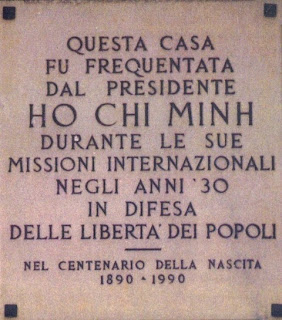 QUESTA CASA
FU FREQUENTATA
DAL PRESIDENTE
HO CHI MINH
DURANTE LE SUE
MISSIONI INTERNAZIONALI
NEGLI ANNI '30
IN DIFESA
DELLE LIBERTA' DEI POPOLI
NEL CENTENARIO DELLA NASCITA
1890 - 1990